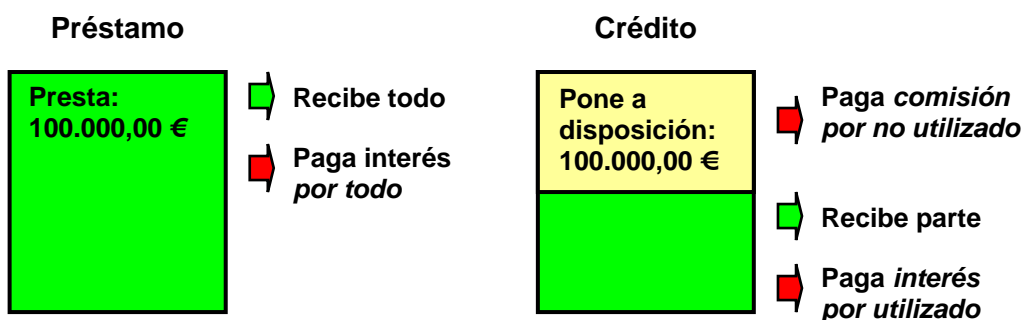 Préstamo
Presta:
100.000,00 €
Recibe todo
Paga interés
por todo
Crédito
Pone a
disposición:
100.000,00 €
Paga comisión
por no utilizado
Recibe parte
Paga interés
por utilizado